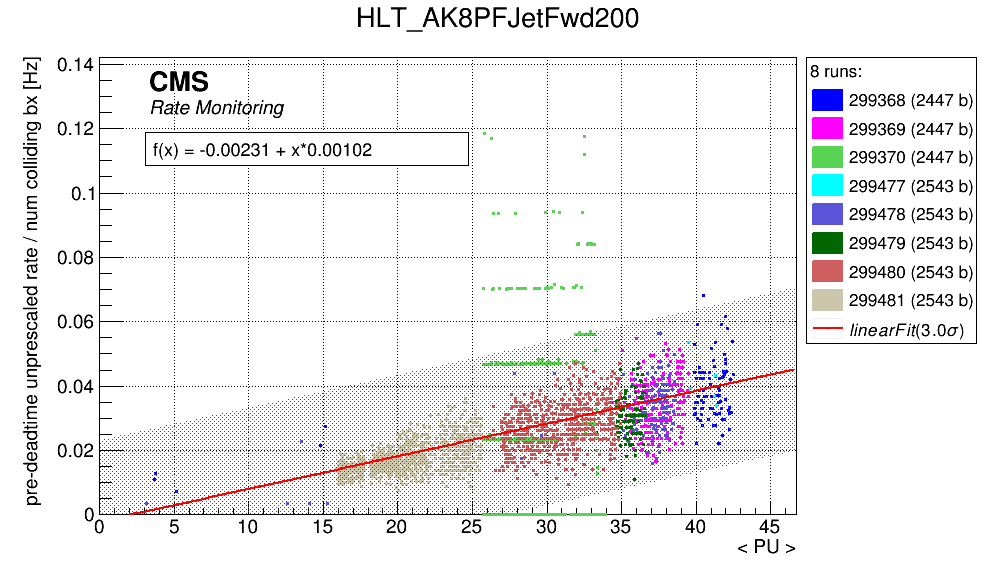 HLT_AK8PFJetFwd200
pre-deadtime unprescaled rate / num colliding bx [Hz]
0.14
0.12
0.1
0.08
0.06
0.04
0.02
0
CMS
Rate Monitoring
f(x) = -0.00231 + x*0.00102
0 5 10 15 20 25 30 35 40 45
< PU >
8 runs:
299368 (2447 b)
299369 (2447 b)
299370 (2447 b)
299477 (2543 b)
299478 (2543 b)
299479 (2543 b)
299480 (2543 b)
299481 (2543 b)
linearFit(3.0σ)